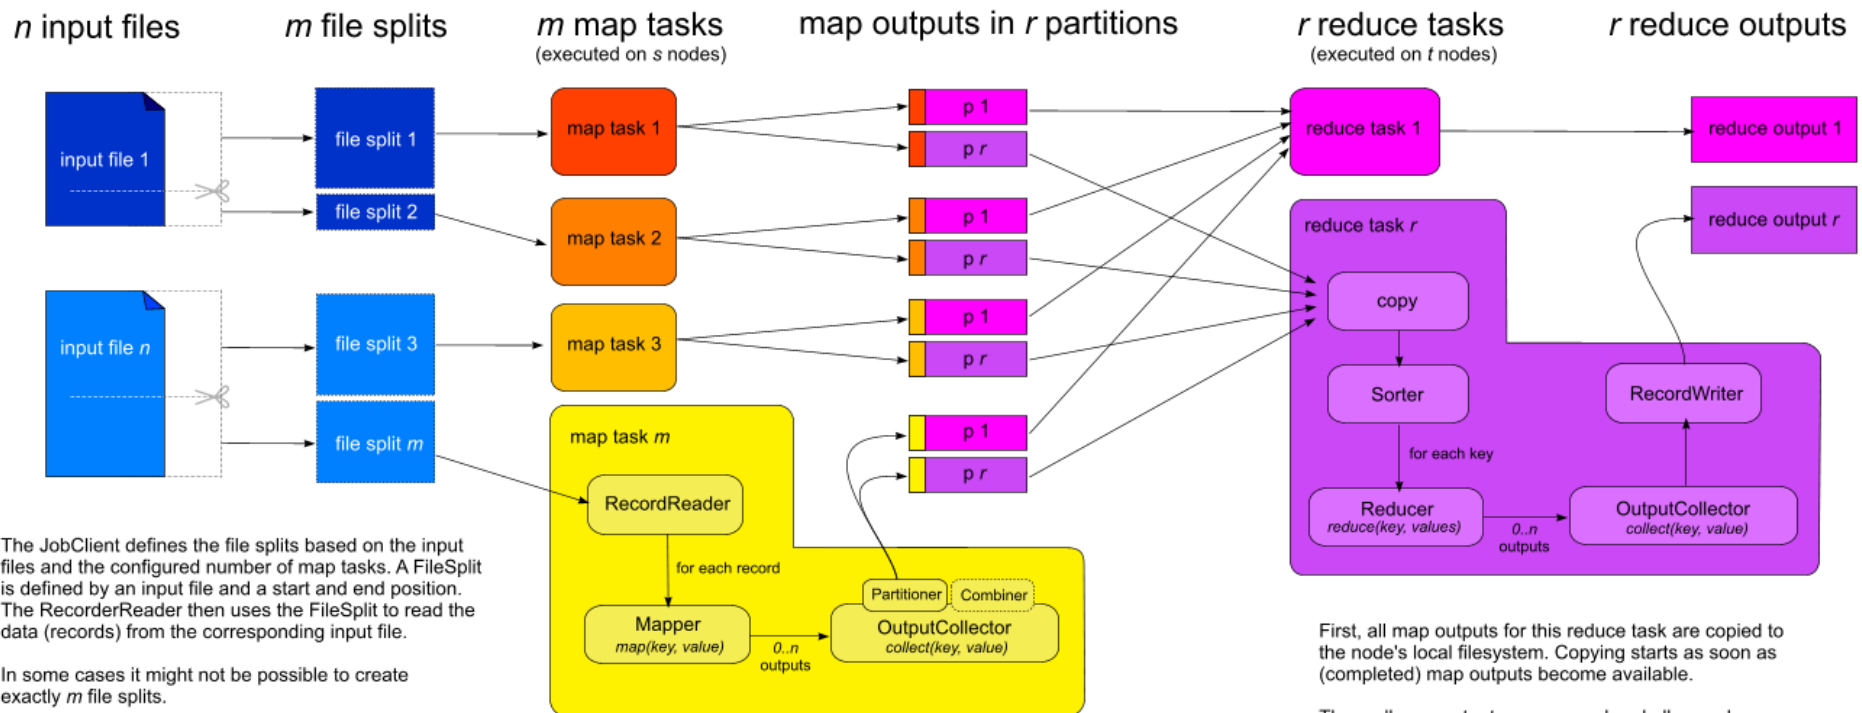 n input files
m file splits
m map tasks
(executed on s nodes)
map outputs in r partitions
r reduce tasks
(executed on t nodes)
r reduce outputs
input file 1
file split 1
file split 2
map task 1
p 1
p r
reduce task 1
reduce output 1
map task 2
p 1
p r
reduce task r
reduce output r
input file n
file split 3
file split m
map task 3
p 1
p r
copy
Sorter
for each key
Reducer
reduce(key, values)
0..n
outputs
OutputCollector
collect(key, value)
RecordWriter
map task m
p 1
p r
RecordReader
for each record
Mapper
map(key, value)
0..n
outputs
Partitioner
Combiner
OutputCollector
collect(key, value)
The JobClient defines the file splits based on the input
files and the configured number of map tasks. A FileSplit
is defined by an input file and a start and end position.
The RecorderReader then uses the FileSplit to read the
data (records) from the corresponding input file.
In some cases it might not be possible to create
exactly m file splits.
First, all map outputs for this reduce task are copied to
the node's local filesystem. Copying starts as soon as
(completed) map outputs become available.